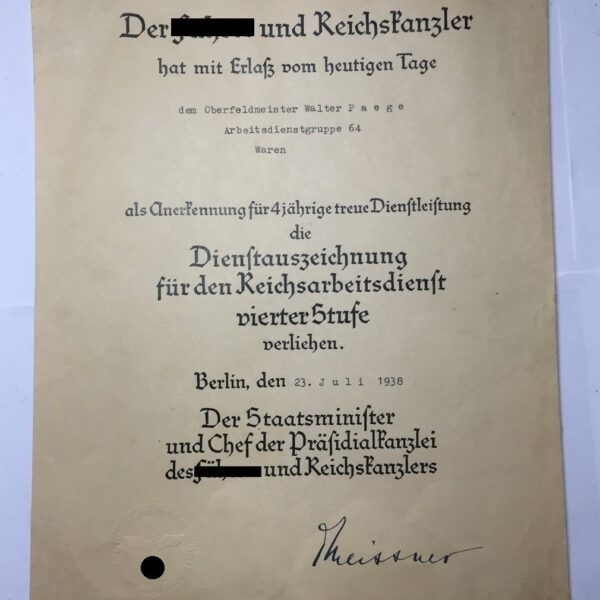 Der und Reichskanzler
hat mit Erlaß vom heutigen Tage
dem Oberfeldmeister Walter P a e g e
Arbeitsdienstgruppe 64
Waren
als Anerkennung für 4jährige treue Dienstleistung
die
Dienstauszeichnung
für den Reichsarbeitsdienst
vierter Stufe
verliehen.
Berlin, den 23. J u l i 1938
Der Staatsminister
und Chef der Präsidialkanzlei
des und Reichskanzlers
Meissner